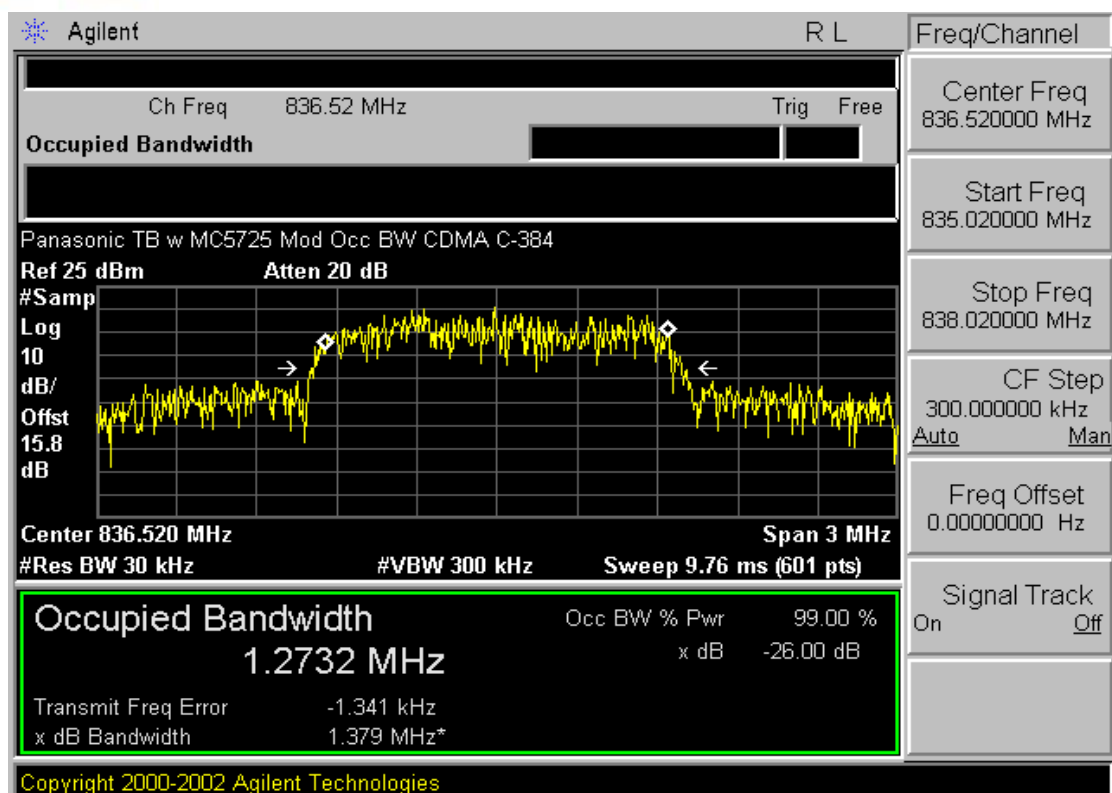 Agilent R L
Freq/Channel
Ch Freq 836.52 MHz Trig Free
Occupied Bandwidth
Panasonic TB w MC5725 Mod Occ BW CDMA C-384
Ref 25 dBm Atten 20 dB
#Samp
Log
10
dB/
Offst
15.8
dB
Center 836.520 MHz Span 3 MHz
#Res BW 30 kHz #VBW 300 kHz Sweep 9.76 ms (601 pts)
Occupied Bandwidth
1.2732 MHz
Occ BW % Pwr 99.00 %
x dB -26.00 dB
Transmit Freq Error -1.341 kHz
x dB Bandwidth 1.379 MHz*
Center Freq
836.520000 MHz
Start Freq
835.020000 MHz
Stop Freq
838.020000 MHz
CF Step
300.000000 kHz
Auto Man
Freq Offset
0.00000000 Hz
Signal Track
On Off
Copyright 2000-2002 Agilent Technologies